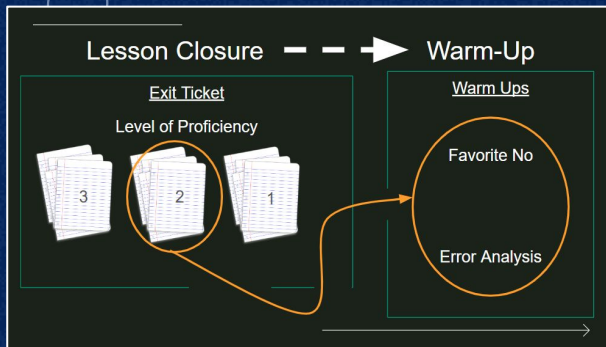 Lesson Closure
Warm-Up
Exit Ticket
Level of Proficiency
3
2
1
Warm Ups
Favorite No
Error Analysis